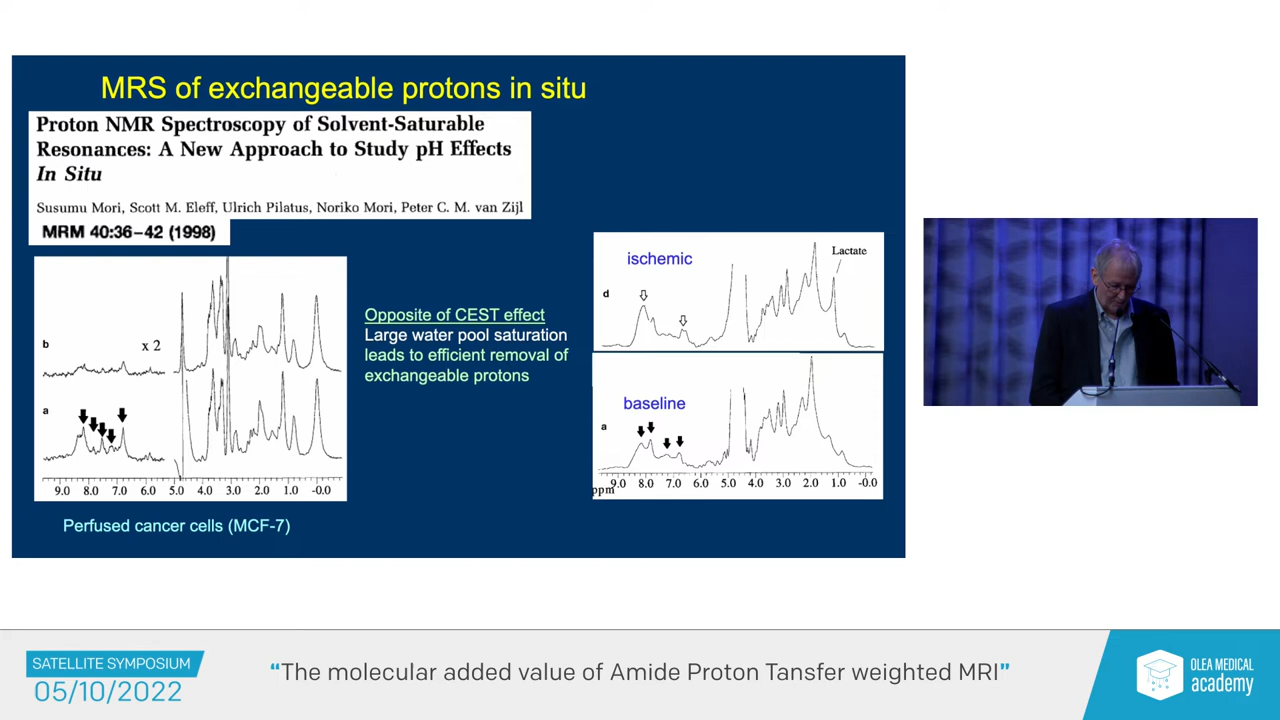 MRS of exchangeable protons in situ
Proton NMR Spectroscopy of Solvent-Saturable
Resonances: A New Approach to Study pH Effects
In Situ
Susumu Mori, Scott M. Eleff, Ulrich Pilatus, Noriko Mori, Peter C. M. van Zijl
MRM 40:36–42 (1998)
b
x 2
a
9.0 8.0 7.0 6.0 5.0 4.0 3.0 2.0 1.0 -0.0
Perfused cancer cells (MCF-7)
Opposite of CEST effect
Large water pool saturation
leads to efficient removal of
exchangeable protons
ischemic
Lactate
d
baseline
a
9.0 8.0 7.0 6.0 5.0 4.0 3.0 2.0 1.0 -0.0
ppm
SATELLITE SYMPOSIUM
05/10/2022
“The molecular added value of Amide Proton Tansfer weighted MRI”
OLEA MEDICAL
academy